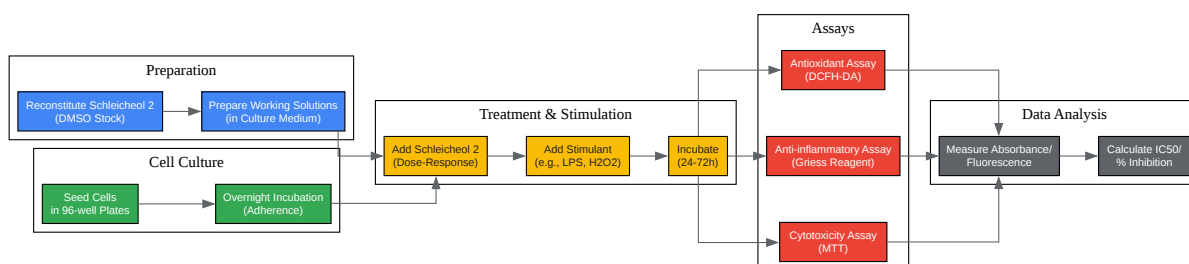 Preparation
Reconstitute Schleicheol 2
(DMSO Stock)
Prepare Working Solutions
(in Culture Medium)
Cell Culture
Seed Cells
in 96-well Plates
Overnight Incubation
(Adherence)
Treatment & Stimulation
Add Schleicheol 2
(Dose-Response)
Add Stimulant
(e.g., LPS, H2O2)
Incubate
(24-72h)
Assays
Antioxidant Assay
(DCFH-DA)
Anti-inflammatory Assay
(Griess Reagent)
Cytotoxicity Assay
(MTT)
Data Analysis
Measure Absorbance/
Fluorescence
Calculate IC50/
% Inhibition